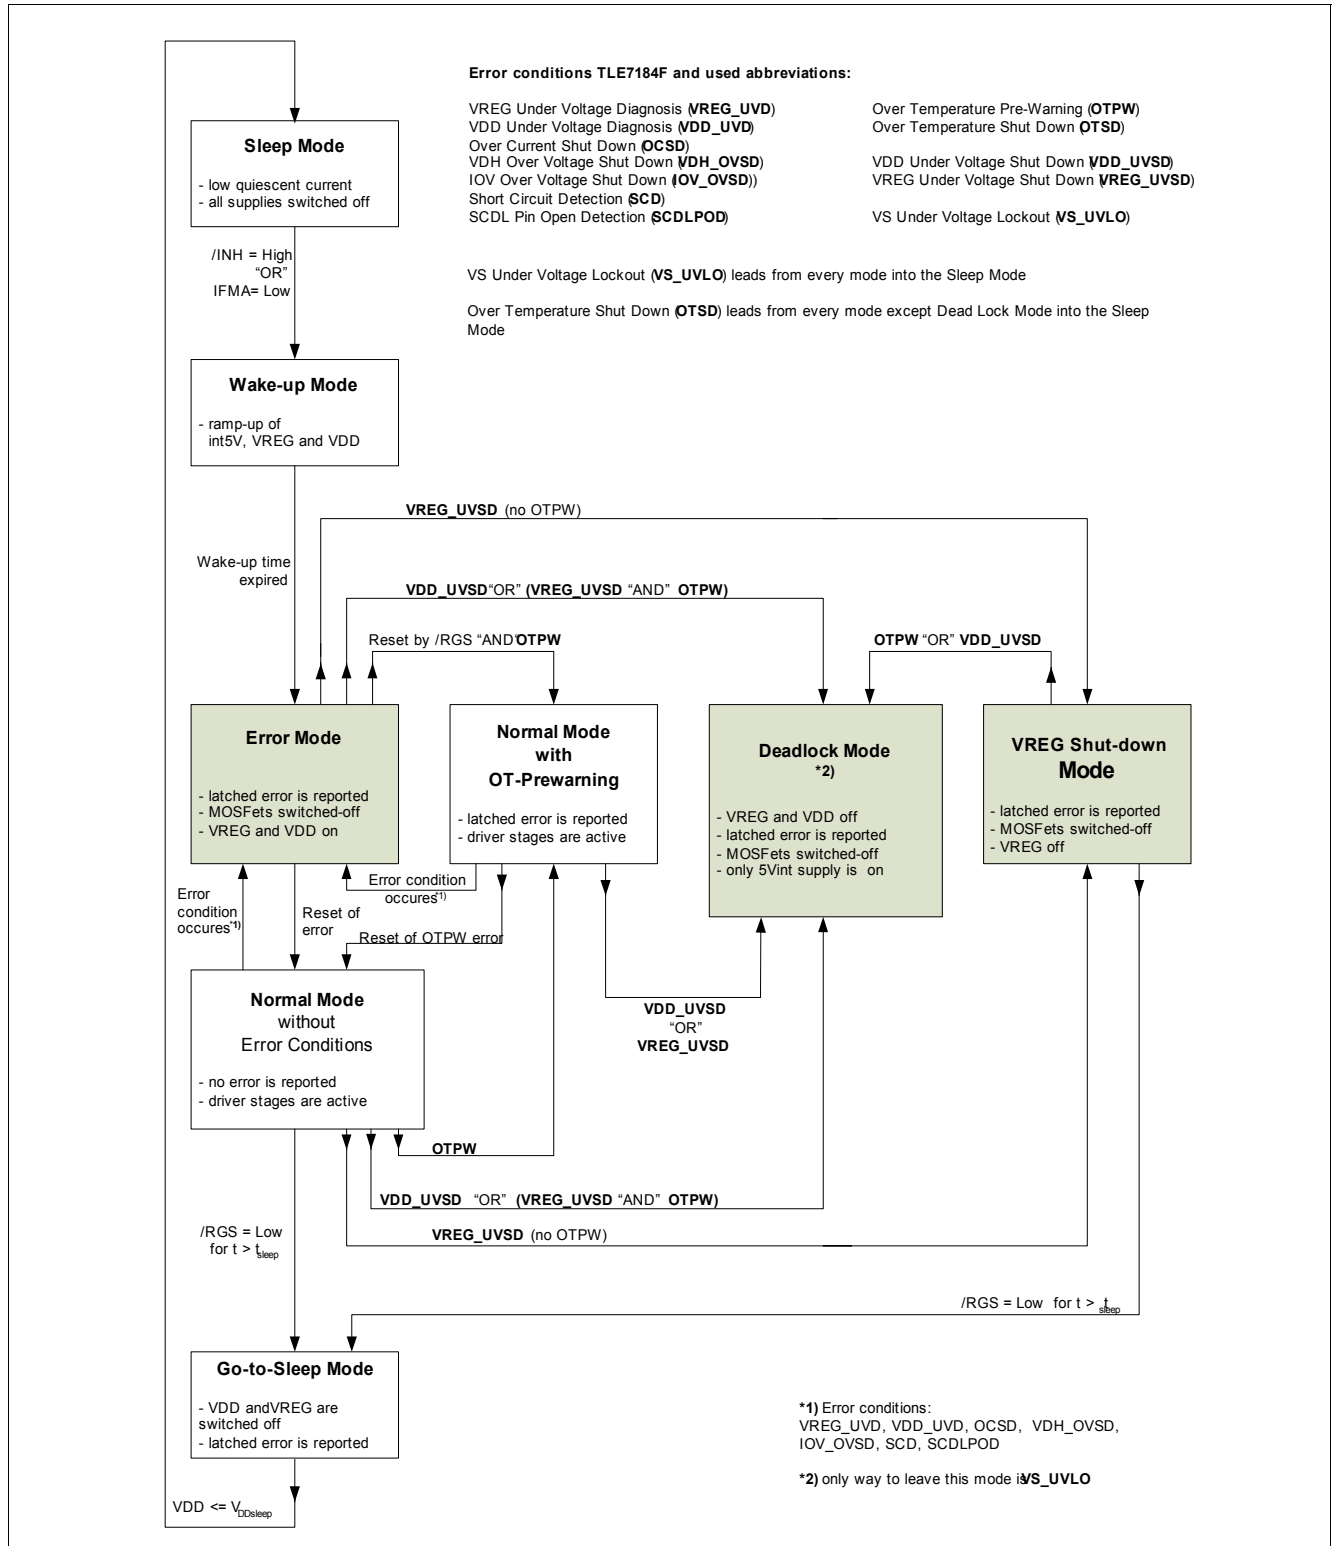 Error conditions TLE7184F and used abbreviations:
VREG Under Voltage Diagnosis (VREG_UVD)
VDD Under Voltage Diagnosis (VDD_UVD)
Over Current Shut Down (OCSD)
VDH Over Voltage Shut Down (VDH_OVSD)
IOV Over Voltage Shut Down (IOV_OVSD))
Short Circuit Detection (SCD)
SCDL Pin Open Detection (SCDLPOD)
Over Temperature Pre-Warning (OTPW)
Over Temperature Shut Down (OTSD)
VDD Under Voltage Shut Down (VDD_UVSD)
VREG Under Voltage Shut Down (VREG_UVSD)
VS Under Voltage Lockout (VS_UVLO)
VS Under Voltage Lockout (VS_UVLO) leads from every mode into the Sleep Mode
Over Temperature Shut Down (OTSD) leads from every mode except Dead Lock Mode into the Sleep
Mode
Sleep Mode
- low quiescent current
- all supplies switched off
/INH = High
“OR”
IFMA= Low
Wake-up Mode
- ramp-up of
int5V, VREG and VDD
Wake-up time
expired
VREG_UVSD (no OTPW)
VDD_UVSD “OR” (VREG_UVSD “AND” OTPW)
Reset by /RGS “AND” OTPW
OTPW “OR” VDD_UVSD
Error Mode
- latched error is reported
- MOSFets switched-off
- VREG and VDD on
Normal Mode
with
OT-Prewarning
- latched error is reported
- driver stages are active
Deadlock Mode
*2)
- VREG and VDD off
- latched error is reported
- MOSFets switched-off
- only 5Vint supply is on
VREG Shut-down
Mode
- latched error is reported
- MOSFets switched-off
- VREG off
Error
condition
occures*1)
Reset of
error
Error condition
occures*1)
Reset of OTPW error
VDD_UVSD
“OR”
VREG_UVSD
Normal Mode
without
Error Conditions
- no error is reported
- driver stages are active
OTPW
VDD_UVSD “OR” (VREG_UVSD “AND” OTPW)
VREG_UVSD (no OTPW)
/RGS = Low
for t > tsleep
/RGS = Low for t > tsleep
Go-to-Sleep Mode
- VDD andVREG are
switched off
- latched error is reported
VDD <= VDDsleep
*1) Error conditions:
VREG_UVD, VDD_UVD, OCSD, VDH_OVSD,
IOV_OVSD, SCD, SCDLPOD
*2) only way to leave this mode is VS_UVLO